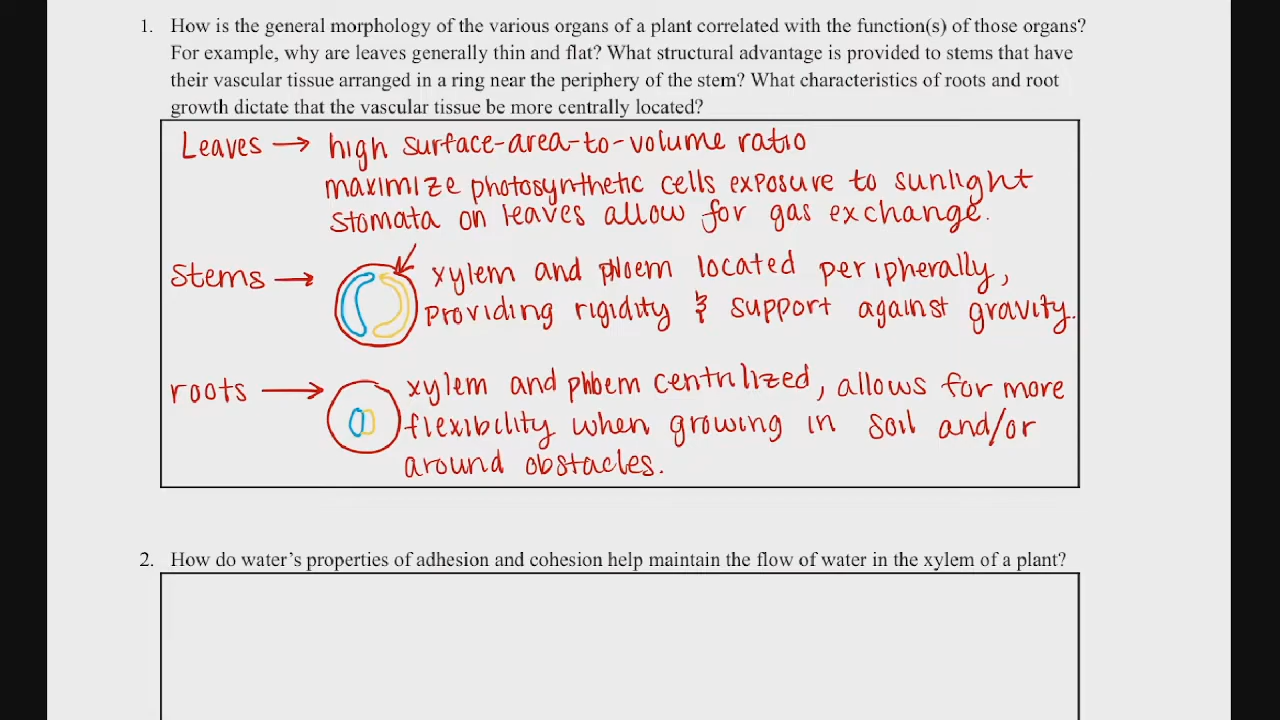 1. How is the general morphology of the various organs of a plant correlated with the function(s) of those organs?
For example, why are leaves generally thin and flat? What structural advantage is provided to stems that have
their vascular tissue arranged in a ring near the periphery of the stem? What characteristics of roots and root
growth dictate that the vascular tissue be more centrally located?
Leaves → high surface-area-to-volume ratio
maximize photosynthetic cells exposure to sunlight
stomata on leaves allow for gas exchange.
Stems → xylem and phloem located peripherally,
providing rigidity & support against gravity.
roots → xylem and phloem centrilized, allows for more
flexibility when growing in soil and/or
around obstacles.
2. How do water's properties of adhesion and cohesion help maintain the flow of water in the xylem of a plant?